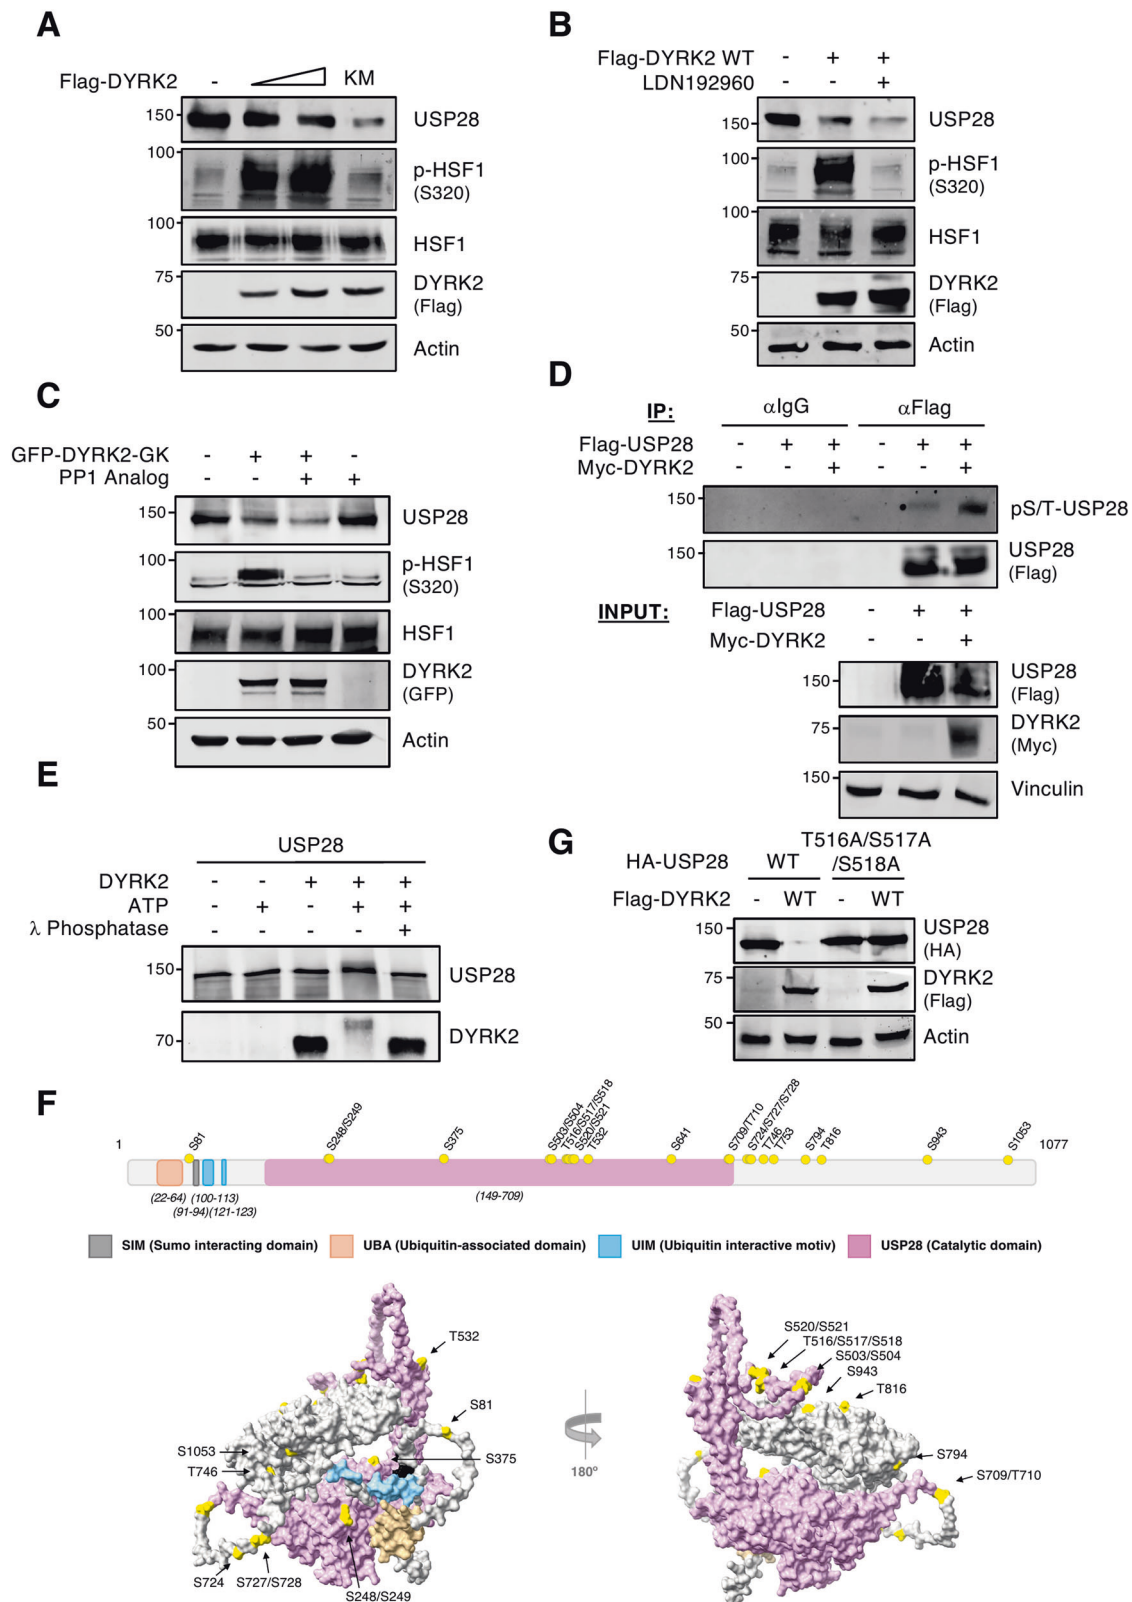 A
Flag-DYRK2 - KM
150 USP28
100 p-HSF1
(S320)
100 HSF1
75 DYRK2
(Flag)
50 Actin
B
Flag-DYRK2 WT - + +
LDN192960 - - +
150 USP28
100 p-HSF1
(S320)
100 HSF1
75 DYRK2
(Flag)
50 Actin
C
GFP-DYRK2-GK - + + -
PP1 Analog - - + +
150 USP28
100 p-HSF1
(S320)
100 HSF1
100 DYRK2
(GFP)
50 Actin
D
IP: αIgG αFlag
Flag-USP28 - + + - + +
Myc-DYRK2 - - + - - +
150 pS/T-USP28
150 USP28
(Flag)
INPUT: Flag-USP28 - + +
Myc-DYRK2 - - +
150 USP28
(Flag)
75 DYRK2
(Myc)
150 Vinculin
E
USP28
DYRK2 - - + + +
ATP - + - + +
λ Phosphatase - - - - +
150 USP28
70 DYRK2
G
T516A/S517A
HA-USP28 WT /S518A
Flag-DYRK2 - WT - WT
150 USP28
(HA)
75 DYRK2
(Flag)
50 Actin
F
1 S81 S248/S249 S375 S503/S504 T516/S517/S518 S520/S521 T532 S641 S709/T710 S724/S727/S728 T746 T753 S794 T816 S943 S1053 1077
(22-64) (100-113) (149-709)
(91-94) (121-123)
SIM (Sumo interacting domain) UBA (Ubiquitin-associated domain) UIM (Ubiquitin interactive motiv) USP28 (Catalytic domain)
T532
S81
S1053
S375
T746
S724 S727/S728
S248/S249
180º
S520/S521
T516/S517/S518
S503/S504
S943
T816
S794
S709/T710